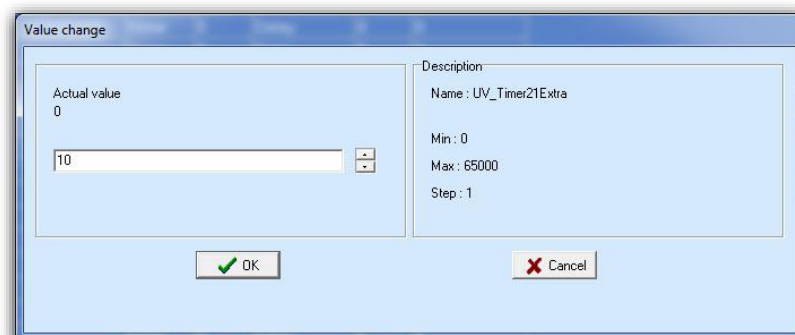 Value change
Actual value
0
10
Description
Name : UV_Timer21Extra
Min : 0
Max : 65000
Step : 1
OK
Cancel